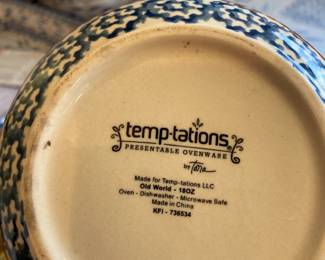 temp-tations®
PRESENTABLE OVENWARE
by Tara
Made for Temp-tations LLC
Old World - 18OZ
Oven - Dishwasher - Microwave Safe
Made in China
KFI - 736534